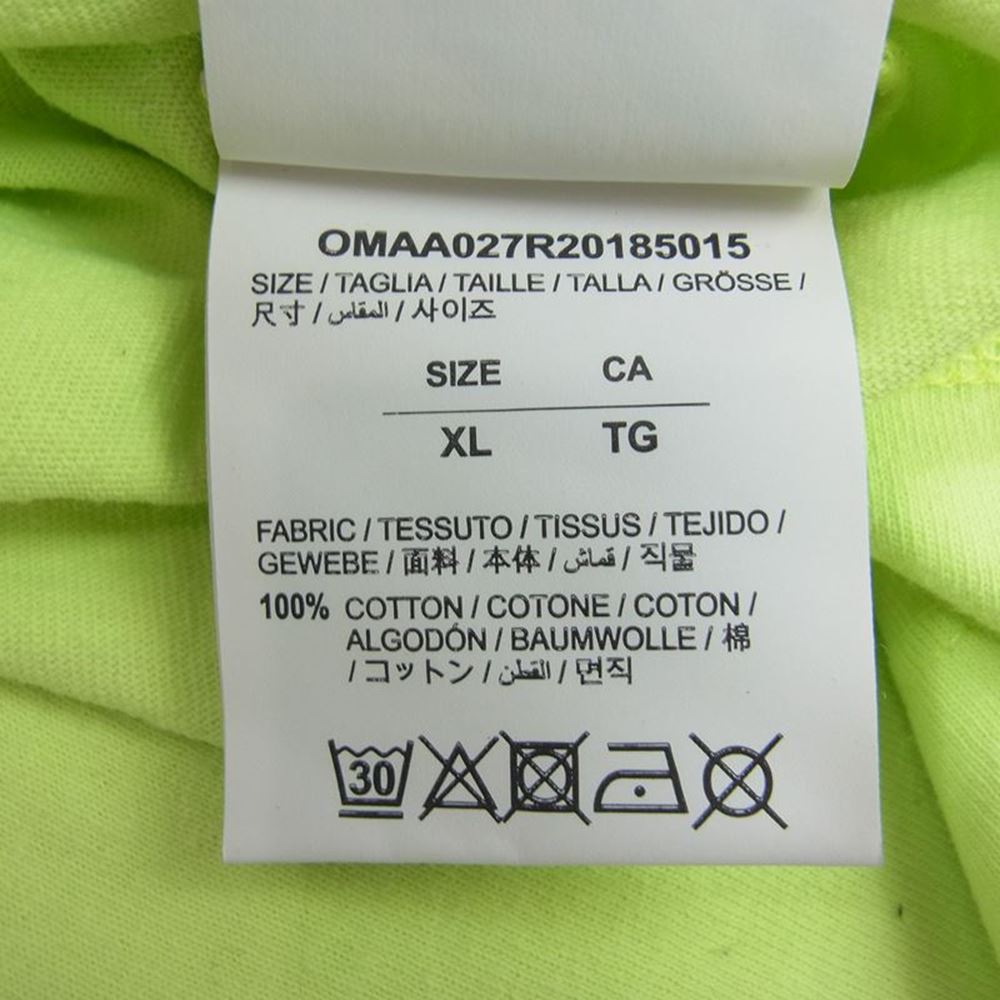 OMAA027R20185015
SIZE / TAGLIA / TAILLE / TALLA / GRÖSSE /
尺寸 / المقاس / 사이즈
SIZE CA
XL TG
FABRIC / TESSUTO / TISSUS / TEJIDO /
GEWEBE / 面料 / 本体 / قماش / 직물
100% COTTON / COTONE / COTON /
ALGODÓN / BAUMWOLLE / 棉
/ コットン / القطن / 면직
30